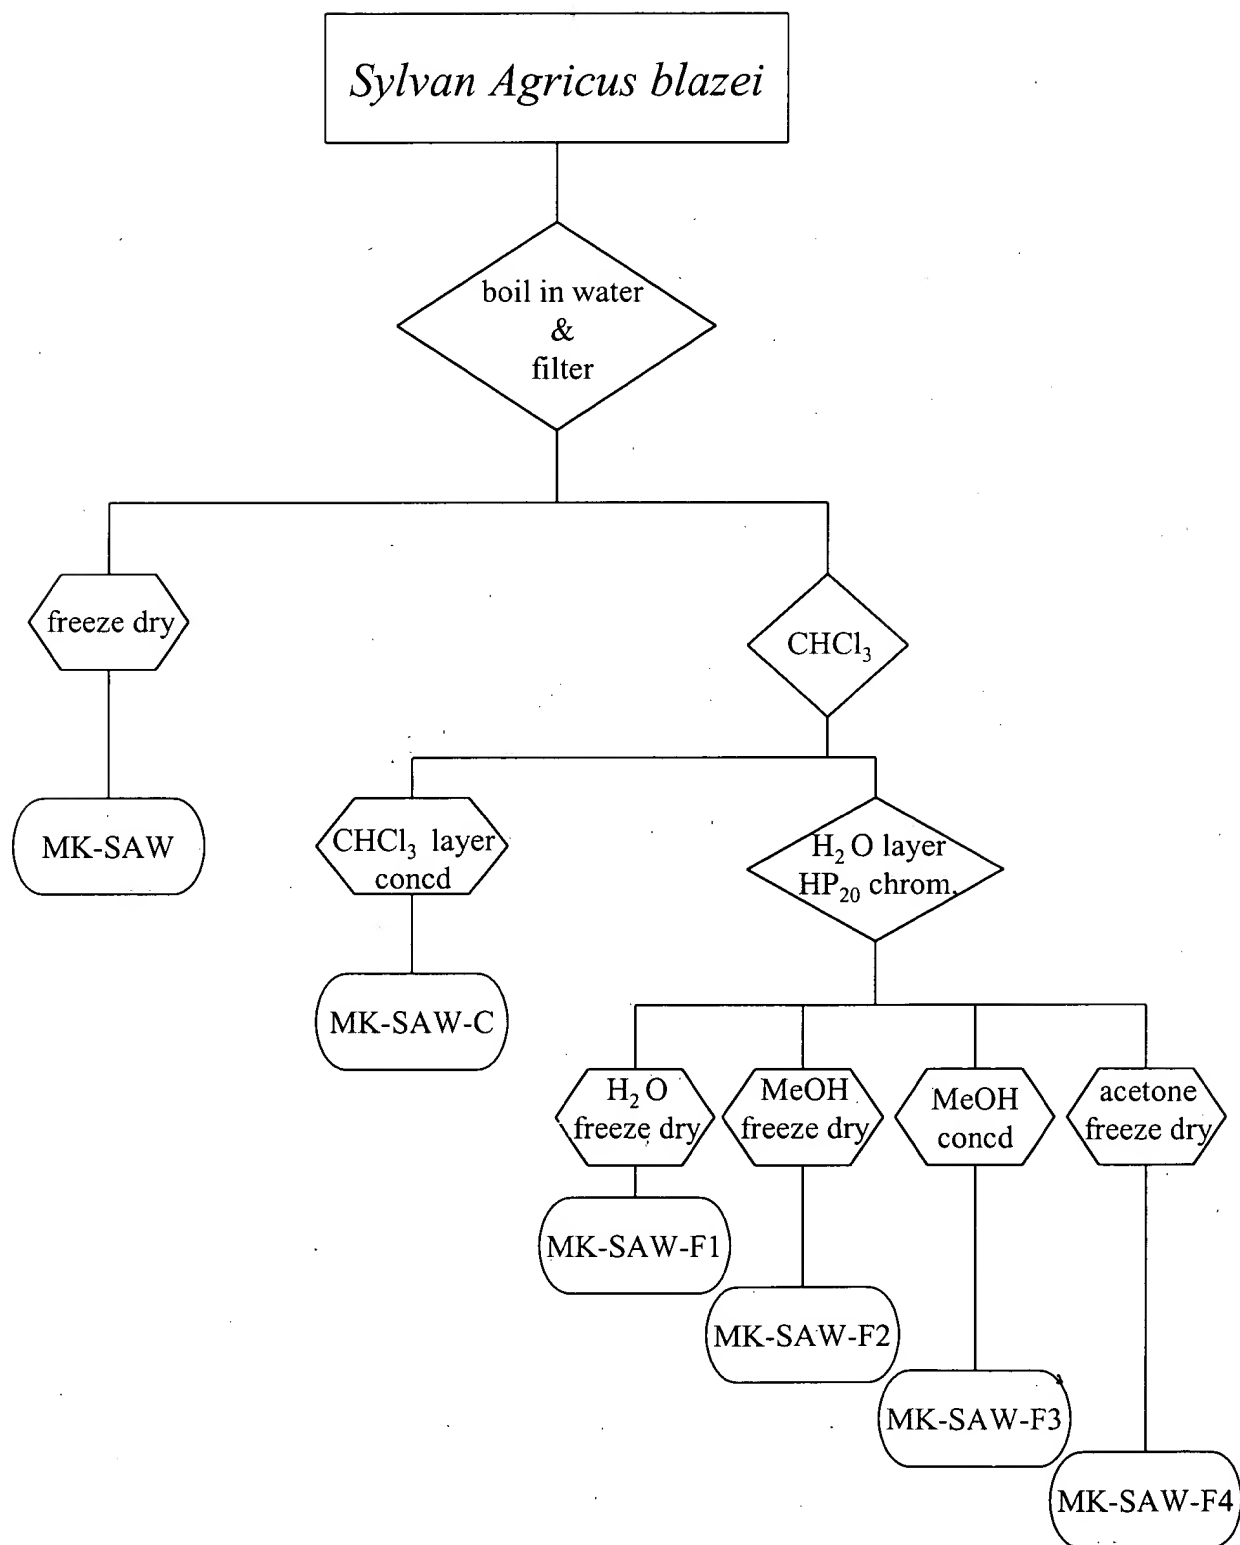 Sylvan Agricus blazei
boil in water
&
filter
freeze dry
CHCl₃
MK-SAW
CHCl₃ layer
concd
H₂O layer
HP₂₀ chrom.
MK-SAW-C
H₂O
freeze dry
MeOH
freeze dry
MeOH
concd
acetone
freeze dry
MK-SAW-F1
MK-SAW-F2
MK-SAW-F3
MK-SAW-F4